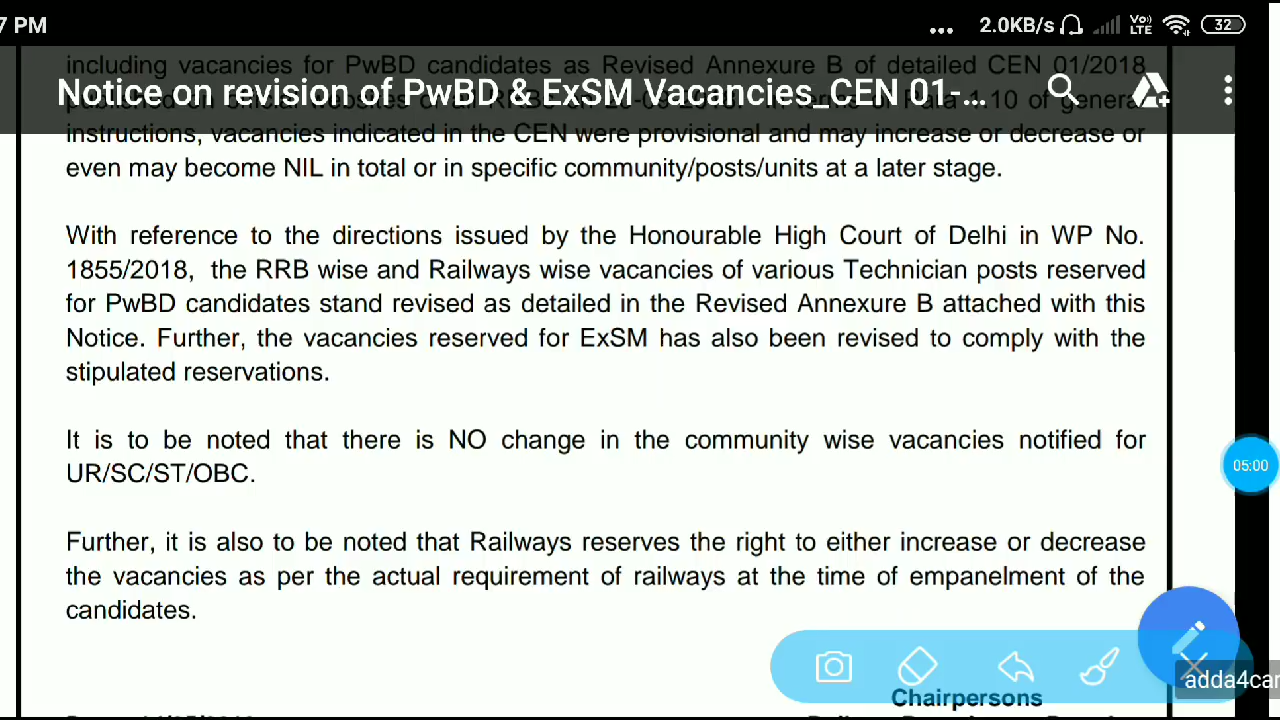 7 PM
... 2.0KB/s Vo) LTE 32
including vacancies for PwBD candidates as Revised Annexure B of detailed CEN 01/2018
Notice on revision of PwBD & ExSM Vacancies_CEN 01-...
Para 1.10 of general
instructions, vacancies indicated in the CEN were provisional and may increase or decrease or
even may become NIL in total or in specific community/posts/units at a later stage.
With reference to the directions issued by the Honourable High Court of Delhi in WP No.
1855/2018, the RRB wise and Railways wise vacancies of various Technician posts reserved
for PwBD candidates stand revised as detailed in the Revised Annexure B attached with this
Notice. Further, the vacancies reserved for ExSM has also been revised to comply with the
stipulated reservations.
It is to be noted that there is NO change in the community wise vacancies notified for
UR/SC/ST/OBC.
05:00
Further, it is also to be noted that Railways reserves the right to either increase or decrease
the vacancies as per the actual requirement of railways at the time of empanelment of the
candidates.
adda4car
Chairpersons